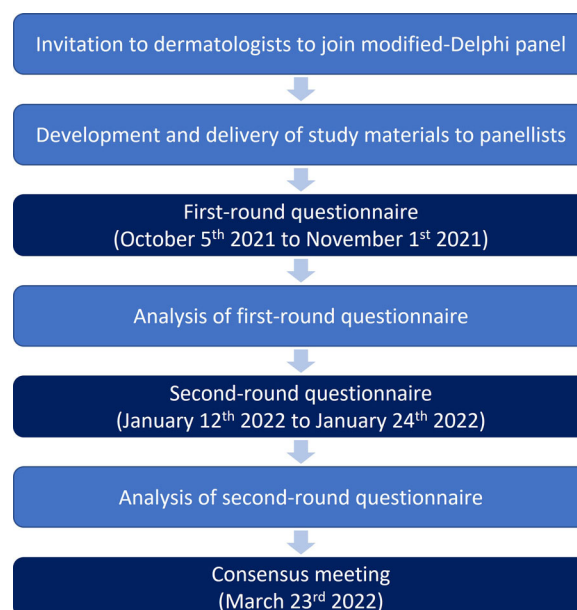 Invitation to dermatologists to join modified-Delphi panel
Development and delivery of study materials to panellists
First-round questionnaire
(October 5th 2021 to November 1st 2021)
Analysis of first-round questionnaire
Second-round questionnaire
(January 12th 2022 to January 24th 2022)
Analysis of second-round questionnaire
Consensus meeting
(March 23rd 2022)